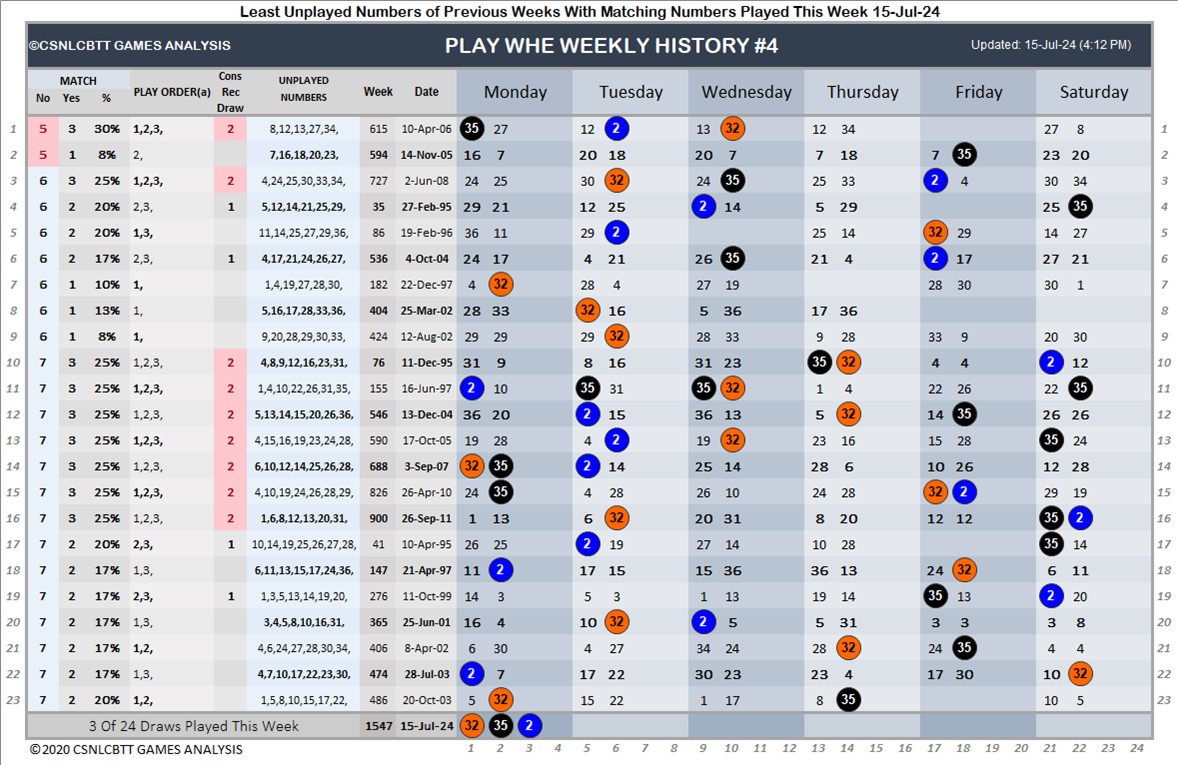 Least Unplayed Numbers of Previous Weeks With Matching Numbers Played This Week 15-Jul-24
©CSNLCBTT GAMES ANALYSIS PLAY WHE WEEKLY HISTORY #4 Updated: 15-Jul-24 (4:12 PM)
MATCH No Yes % PLAY ORDER(a) Cons Rec Draw UNPLAYED NUMBERS Week Date Monday Tuesday Wednesday Thursday Friday Saturday
1 5 3 30% 1,2,3, 2 8,12,13,27,34, 615 10-Apr-06 35 27 12 2 13 32 12 34 27 8 1
2 5 1 8% 2, 7,16,18,20,23, 594 14-Nov-05 16 7 20 18 20 7 7 18 7 35 23 20 2
3 6 3 25% 1,2,3, 2 4,24,25,30,33,34, 727 2-Jun-08 24 25 30 32 24 35 25 33 2 4 30 34 3
4 6 2 20% 2,3, 1 5,12,14,21,25,29, 35 27-Feb-95 29 21 12 25 2 14 5 29 25 35 4
5 6 2 20% 1,3, 11,14,25,27,29,36, 86 19-Feb-96 36 11 29 2 25 14 32 29 14 27 5
6 6 2 17% 2,3, 1 4,17,21,24,26,27, 536 4-Oct-04 24 17 4 21 26 35 21 4 2 17 27 21 6
7 6 1 10% 1, 1,4,19,27,28,30, 182 22-Dec-97 4 32 28 4 27 19 28 30 30 1 7
8 6 1 13% 1, 5,16,17,28,33,36, 404 25-Mar-02 28 33 32 16 5 36 17 36 8
9 6 1 8% 1, 9,20,28,29,30,33, 424 12-Aug-02 29 29 29 32 28 33 9 28 33 9 20 30 9
10 7 3 25% 1,2,3, 2 4,8,9,12,16,23,31, 76 11-Dec-95 31 9 8 16 31 23 35 32 4 4 2 12 10
11 7 3 25% 1,2,3, 2 1,4,10,22,26,31,35, 155 16-Jun-97 2 10 35 31 35 32 1 4 22 26 22 35 11
12 7 3 25% 1,2,3, 2 5,13,14,15,20,26,36, 546 13-Dec-04 36 20 2 15 36 13 5 32 14 35 26 26 12
13 7 3 25% 1,2,3, 2 4,15,16,19,23,24,28, 590 17-Oct-05 19 28 4 2 19 32 23 16 15 28 35 24 13
14 7 3 25% 1,2,3, 2 6,10,12,14,25,26,28, 688 3-Sep-07 32 35 2 14 25 14 28 6 10 26 12 28 14
15 7 3 25% 1,2,3, 2 4,10,19,24,26,28,29, 826 26-Apr-10 24 35 4 28 26 10 24 28 32 2 29 19 15
16 7 3 25% 1,2,3, 2 1,6,8,12,13,20,31, 900 26-Sep-11 1 13 6 32 20 31 8 20 12 12 35 2 16
17 7 2 20% 2,3, 1 10,14,19,25,26,27,28, 41 10-Apr-95 26 25 2 19 27 14 10 28 35 14 17
18 7 2 17% 1,3, 6,11,13,15,17,24,36, 147 21-Apr-97 11 2 17 15 15 36 36 13 24 32 6 11 18
19 7 2 17% 2,3, 1 1,3,5,13,14,19,20, 276 11-Oct-99 14 3 5 3 1 13 19 14 35 13 2 20 19
20 7 2 17% 1,3, 3,4,5,8,10,16,31, 365 25-Jun-01 16 4 10 32 2 5 5 31 3 3 3 8 20
21 7 2 17% 1,2, 4,6,24,27,28,30,34, 406 8-Apr-02 6 30 4 27 34 24 28 32 24 35 4 4 21
22 7 2 17% 1,3, 4,7,10,17,22,23,30, 474 28-Jul-03 2 7 17 22 30 23 23 4 17 30 10 32 22
23 7 2 20% 1,2, 1,5,8,10,15,17,22, 486 20-Oct-03 5 32 15 22 1 17 8 35 10 5 23
3 Of 24 Draws Played This Week 1547 15-Jul-24 32 35 2
©2020 CSNLCBTT GAMES ANALYSIS 1 2 3 4 5 6 7 8 9 10 11 12 13 14 15 16 17 18 19 20 21 22 23 24